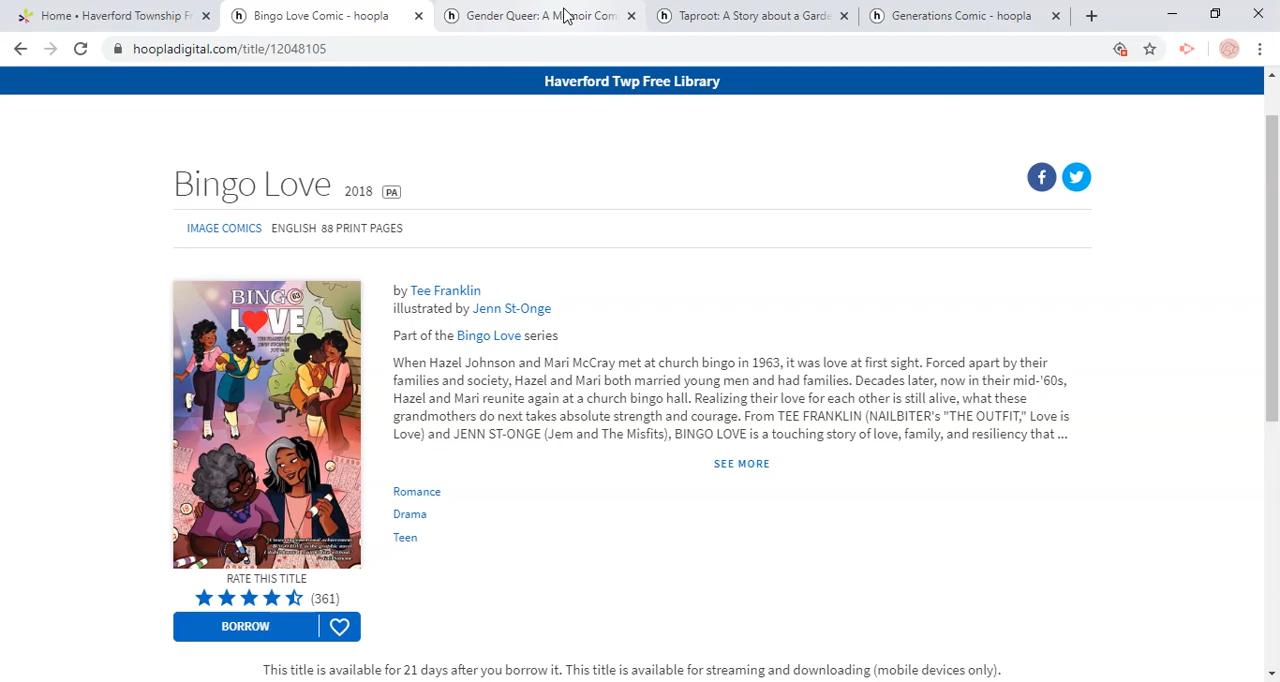 Home • Haverford Township Fr
Bingo Love Comic - hoopla
Gender Queer: A Memoir Com
Taproot: A Story about a Garde
Generations Comic - hoopla
hoopladigital.com/title/12048105
Haverford Twp Free Library
Bingo Love 2018 PA
IMAGE COMICS ENGLISH 88 PRINT PAGES
BINGO
LOVE
by Tee Franklin
illustrated by Jenn St-Onge
Part of the Bingo Love series
When Hazel Johnson and Mari McCray met at church bingo in 1963, it was love at first sight. Forced apart by their
families and society, Hazel and Mari both married young men and had families. Decades later, now in their mid-'60s,
Hazel and Mari reunite again at a church bingo hall. Realizing their love for each other is still alive, what these
grandmothers do next takes absolute strength and courage. From TEE FRANKLIN (NAILBITER's "THE OUTFIT," Love is
Love) and JENN ST-ONGE (Jem and The Misfits), BINGO LOVE is a touching story of love, family, and resiliency that ...
SEE MORE
Romance
Drama
Teen
RATE THIS TITLE
(361)
BORROW
This title is available for 21 days after you borrow it. This title is available for streaming and downloading (mobile devices only).